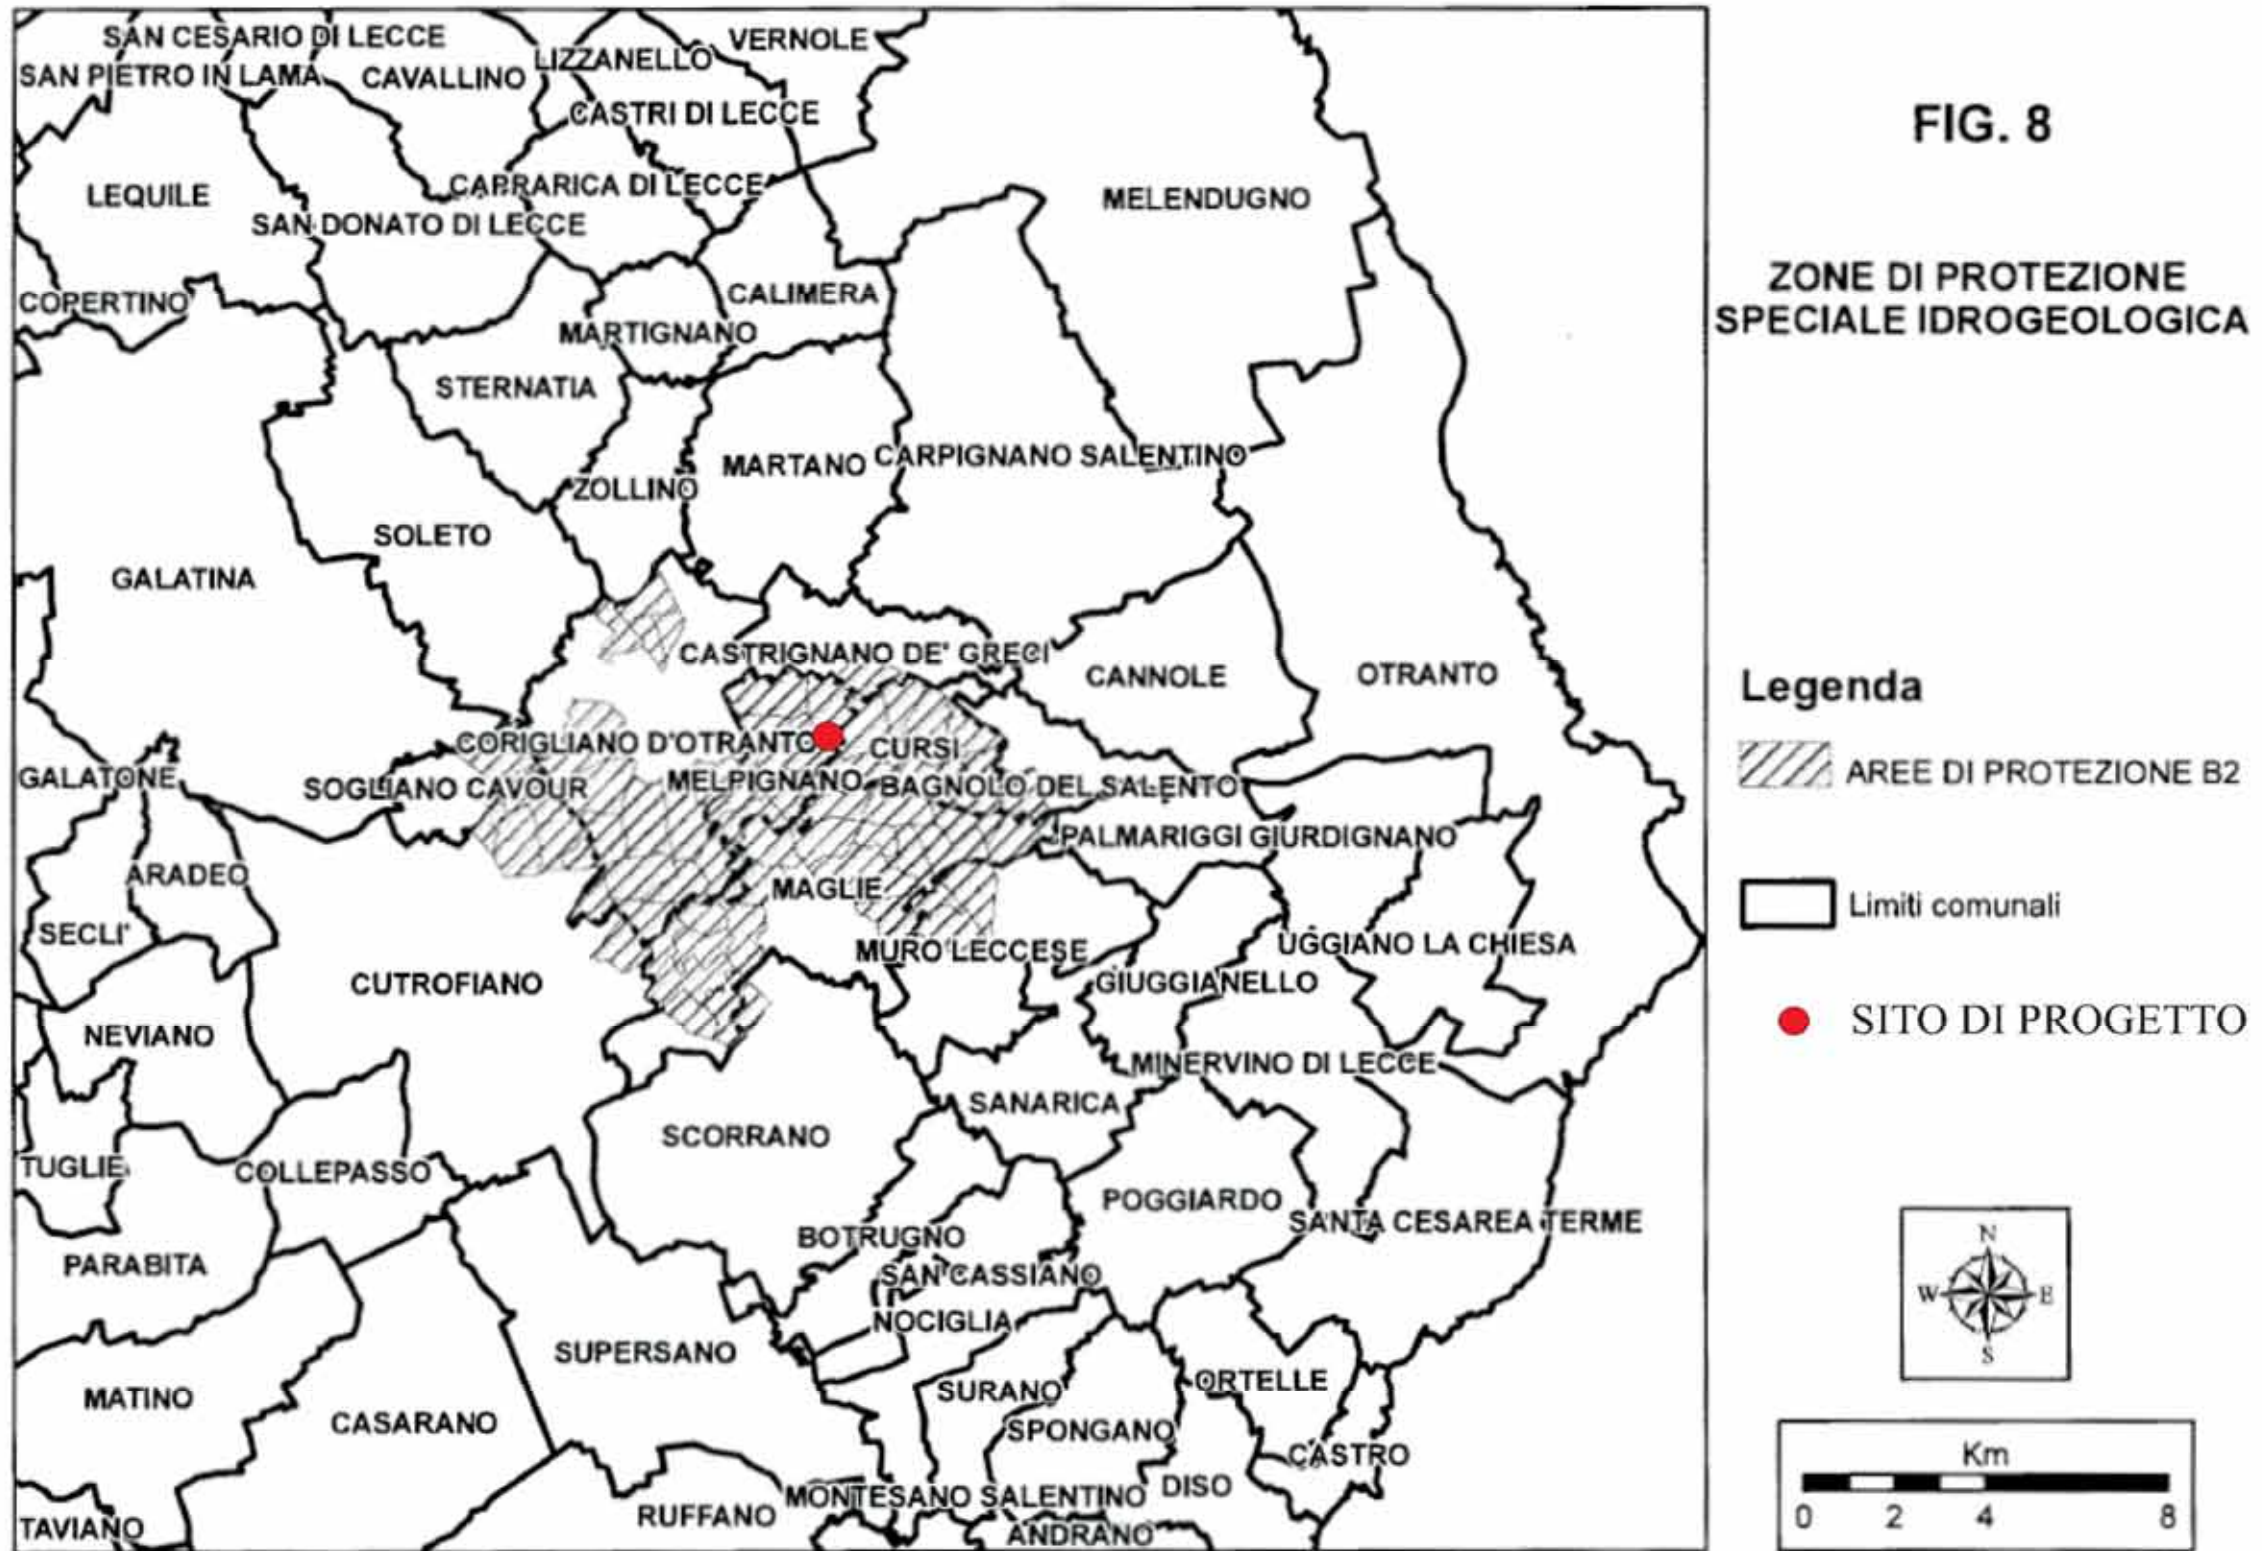 SAN CESARIO DI LECCE
VERNOLE
LIZZANELLO
SAN PIETRO IN LAMA
CAVALLINO
CASTRI DI LECCE
CAPRARICA DI LECCE
LEQUILE
MELENDUGNO
SAN DONATO DI LECCE
COPERTINO
CALIMERA
MARTIGNANO
STERNATIA
MARTANO
CARPIGNANO SALENTINO
ZOLLINO
SOLETO
GALATINA
CASTRIGNANO DE' GRECI
CANNOLE
OTRANTO
CORIGLIANO D'OTRANTO
CURSI
GALATONE
SOGLIANO CAVOUR
MELPIGNANO
BAGNOLO DEL SALENTO
PALMARIGGI
GIURDIGNANO
ARADEO
MAGLIE
SECLI'
MURO LECCESE
UGGIANO LA CHIESA
CUTROFIANO
GIUGGIANELLO
NEVIANO
MINERVINO DI LECCE
SANARICA
SCORRANO
TUGLIE
COLLEPASSO
POGGIARDO
SANTA CESAREA TERME
BOTRUGNO
PARABITA
SAN CASSIANO
NOCIGLIA
SUPERSANO
ORTELLE
MATINO
SURANO
CASARANO
SPONGANO
CASTRO
DISO
MONTESANO SALENTINO
RUFFANO
TAVIANO
ANDRANO
FIG. 8
ZONE DI PROTEZIONE
SPECIALE IDROGEOLOGICA
Legenda
AREE DI PROTEZIONE B2
Limiti comunali
SITO DI PROGETTO
N
W E
S
Km
0 2 4 8